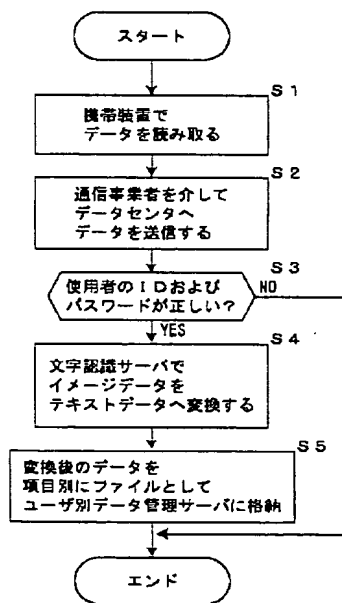 スタート
S1
携帯装置で
データを読み取る
S2
通信事業者を介して
データセンタへ
データを送信する
S3
使用者のIDおよび
パスワードが正しい?
NO
YES
S4
文字認識サーバで
イメージデータを
テキストデータへ変換する
S5
変換後のデータを
項目別にファイルとして
ユーザ別データ管理サーバに格納
エンド